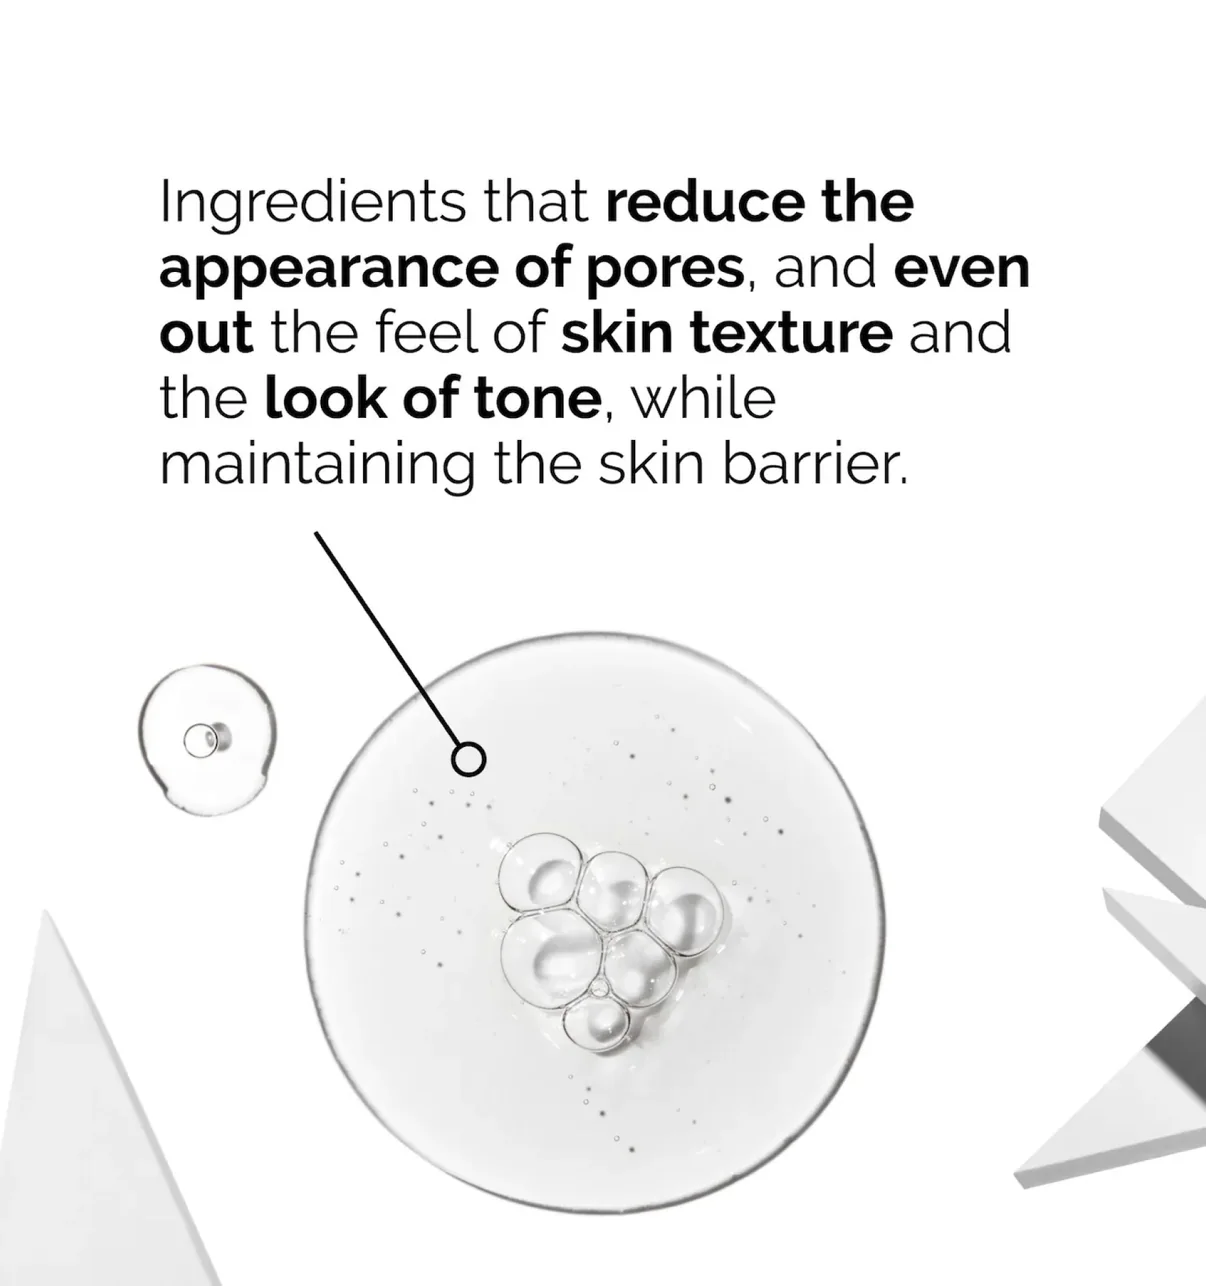 Ingredients that reduce the
appearance of pores, and even
out the feel of skin texture and
the look of tone, while
maintaining the skin barrier.